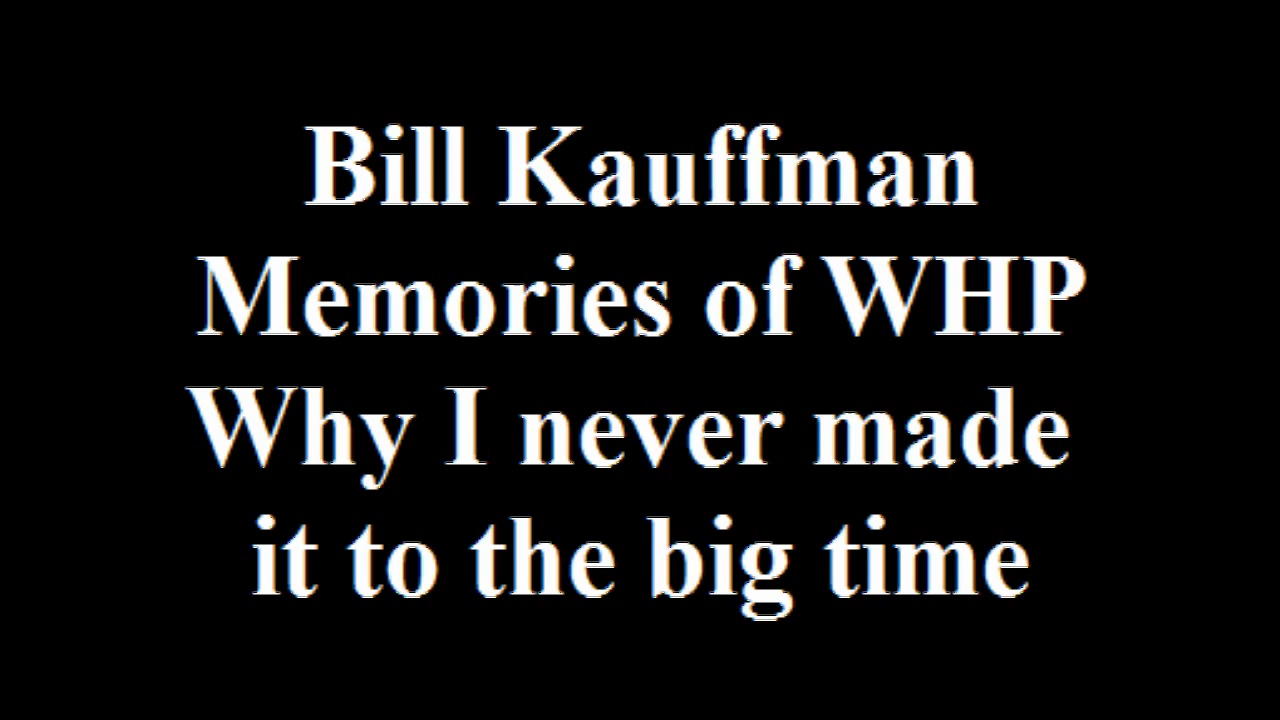 Bill Kauffman
Memories of WHP
Why I never made
it to the big time